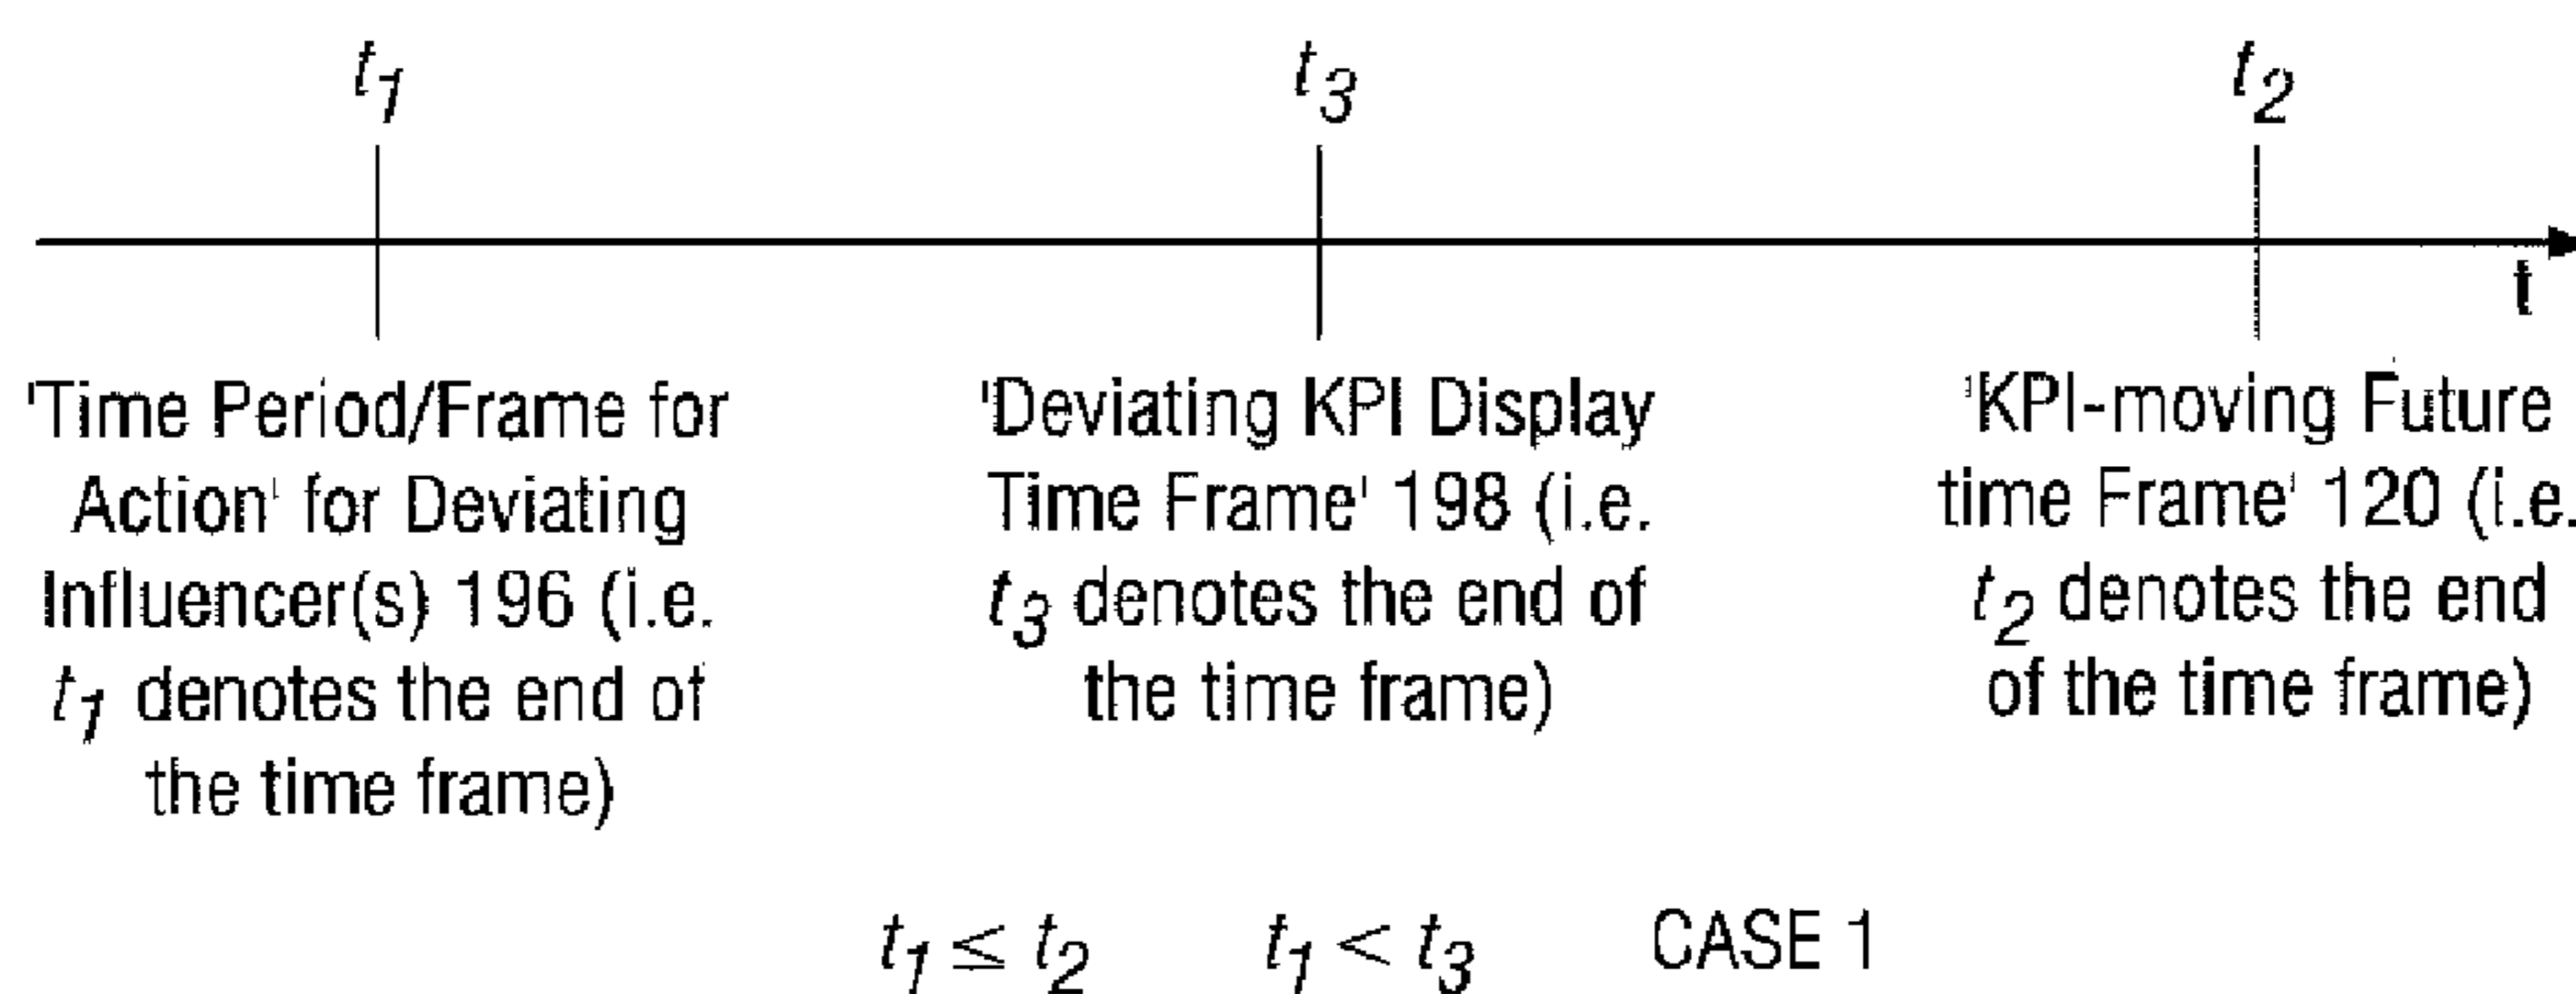 t1 t3 t2
t
'Time Period/Frame for
Action' for Deviating
Influencer(s) 196 (i.e.
t1 denotes the end of
the time frame)
'Deviating KPI Display
Time Frame' 198 (i.e.
t3 denotes the end of
the time frame)
'KPI-moving Future
time Frame' 120 (i.e.
t2 denotes the end
of the time frame)
t1 ≤ t2 t1 < t3 CASE 1